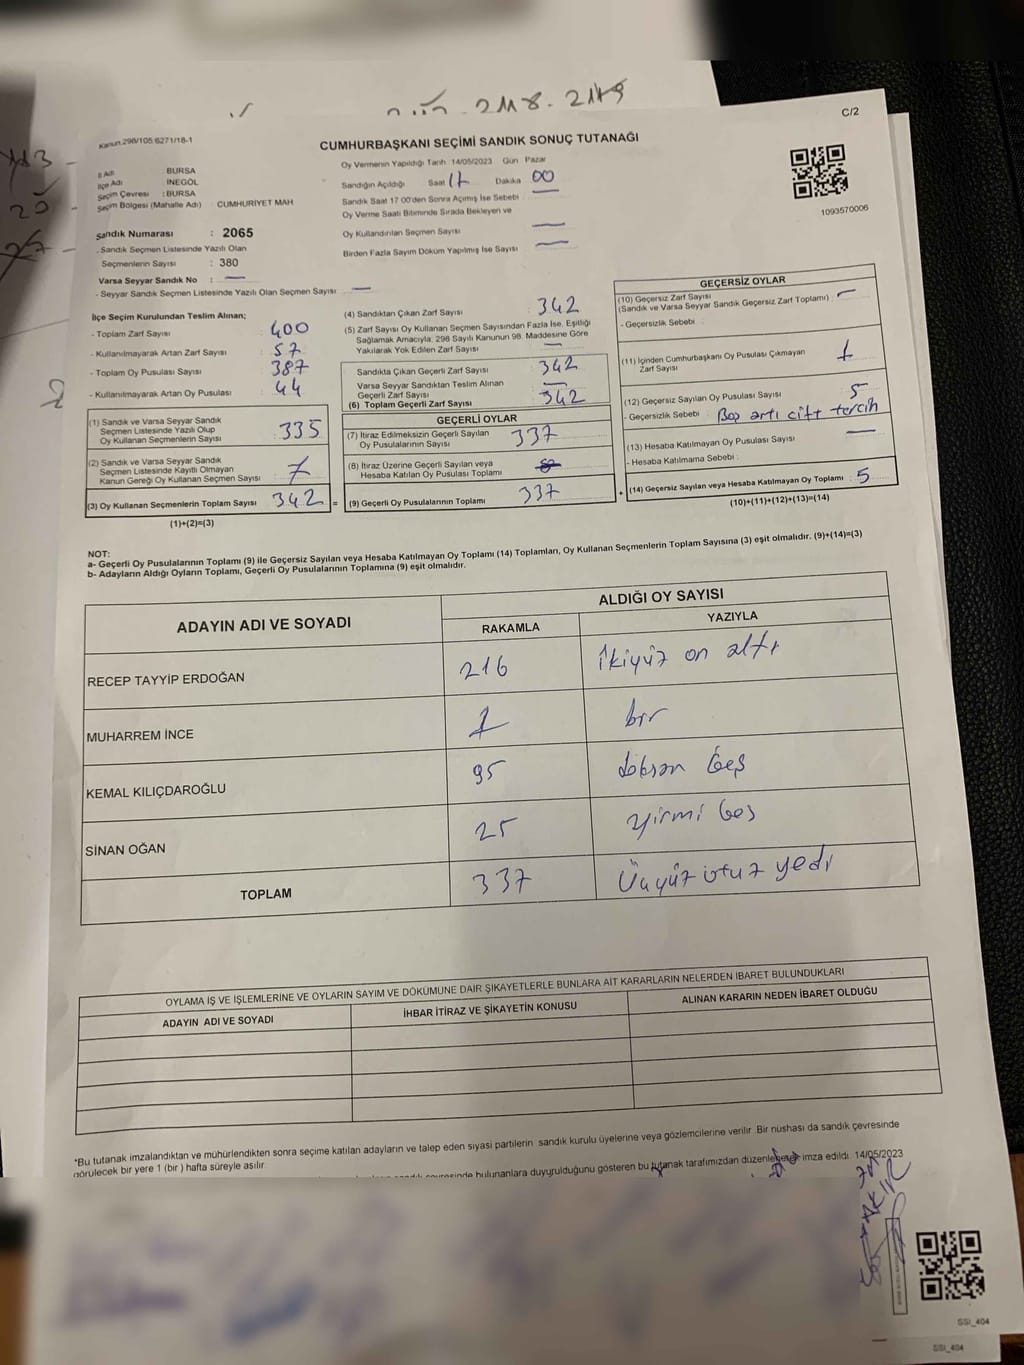 2118. 2119
Kanun.298/105.6271/18-1
C/2
CUMHURBAŞKANI SEÇİMİ SANDIK SONUÇ TUTANAĞI
İl Adı BURSA
İlçe Adı İNEGÖL
Seçim Çevresi : BURSA
Seçim Bölgesi (Mahalle Adı) : CUMHURİYET MAH
Oy Vermenin Yapıldığı Tarih 14/05/2023 Gün Pazar
Sandığın Açıldığı Saat 17 Dakika 00
Sandık Saat 17 00'den Sonra Açmış İse Sebebi
Oy Verme Saati Bitiminde Sırada Bekleyen ve
Oy Kullandırılan Seçmen Sayısı —
Birden Fazla Sayım Döküm Yapılmış İse Sayısı —
1093570006
Sandık Numarası : 2065
- Sandık Seçmen Listesinde Yazılı Olan
Seçmenlerin Sayısı : 380
Varsa Seyyar Sandık No : —
- Seyyar Sandık Seçmen Listesinde Yazılı Olan Seçmen Sayısı : —
İlçe Seçim Kurulundan Teslim Alınan;
- Toplam Zarf Sayısı : 400
- Kullanılmayarak Artan Zarf Sayısı : 57
- Toplam Oy Pusulası Sayısı : 387
- Kullanılmayarak Artan Oy Pusulası : 44
(1) Sandık ve Varsa Seyyar Sandık
Seçmen Listesinde Yazılı Olup
Oy Kullanan Seçmenlerin Sayısı : 335
(2) Sandık ve Varsa Seyyar Sandık
Seçmen Listesinde Kayıtlı Olmayan
Kanun Gereği Oy Kullanan Seçmen Sayısı : 7
(3) Oy Kullanan Seçmenlerin Toplam Sayısı : 342 =
(1)+(2)=(3)
(4) Sandıktan Çıkan Zarf Sayısı : 342
(5) Zarf Sayısı Oy Kullanan Seçmen Sayısından Fazla İse, Eşitliği
Sağlamak Amacıyla, 298 Sayılı Kanunun 98. Maddesine Göre
Yakılarak Yok Edilen Zarf Sayısı : —
Sandıkta Çıkan Geçerli Zarf Sayısı : 342
Varsa Seyyar Sandıktan Teslim Alınan
Geçerli Zarf Sayısı : —
(6) Toplam Geçerli Zarf Sayısı : 342
GEÇERLİ OYLAR
(7) İtiraz Edilmeksizin Geçerli Sayılan
Oy Pusulalarının Sayısı : 337
(8) İtiraz Üzerine Geçerli Sayılan veya
Hesaba Katılan Oy Pusulası Toplamı :
(9) Geçerli Oy Pusulalarının Toplamı : 337 +
GEÇERSİZ OYLAR
(10) Geçersiz Zarf Sayısı
(Sandık ve Varsa Seyyar Sandık Geçersiz Zarf Toplamı) : —
- Geçersizlik Sebebi :
(11) İçinden Cumhurbaşkanı Oy Pusulası Çıkmayan
Zarf Sayısı : 1
(12) Geçersiz Sayılan Oy Pusulası Sayısı : 5
- Geçersizlik Sebebi : Boş artı çift tercih
(13) Hesaba Katılmayan Oy Pusulası Sayısı : —
- Hesaba Katılmama Sebebi :
(14) Geçersiz Sayılan veya Hesaba Katılmayan Oy Toplamı : 5
(10)+(11)+(12)+(13)=(14)
NOT:
a- Geçerli Oy Pusulalarının Toplamı (9) ile Geçersiz Sayılan veya Hesaba Katılmayan Oy Toplamı (14) Toplamları, Oy Kullanan Seçmenlerin Toplam Sayısına (3) eşit olmalıdır. (9)+(14)=(3)
b- Adayların Aldığı Oyların Toplamı, Geçerli Oy Pusulalarının Toplamına (9) eşit olmalıdır.
ADAYIN ADI VE SOYADI
ALDIĞI OY SAYISI
RAKAMLA YAZIYLA
RECEP TAYYİP ERDOĞAN 216 İkiyüz on altı
MUHARREM İNCE 1 bir
KEMAL KILIÇDAROĞLU 95 doksan beş
SİNAN OĞAN 25 yirmi beş
TOPLAM 337 Üçyüz otuz yedi
OYLAMA İŞ VE İŞLEMLERİNE VE OYLARIN SAYIM VE DÖKÜMÜNE DAİR ŞİKAYETLERLE BUNLARA AİT KARARLARIN NELERDEN İBARET BULUNDUKLARI
ADAYIN ADI VE SOYADI İHBAR İTİRAZ VE ŞİKAYETİN KONUSU ALINAN KARARIN NEDEN İBARET OLDUĞU
*Bu tutanak imzalandıktan ve mühürlendikten sonra seçime katılan adayların ve talep eden siyasi partilerin sandık kurulu üyelerine veya gözlemcilerine verilir. Bir nüshası da sandık çevresinde
görülecek bir yere 1 (bir) hafta süreyle asılır.
bulunanlara duyurulduğunu gösteren bu tutanak tarafımızdan düzenlenerek imza edildi. 14/05/2023
SSI_404
SSI_404